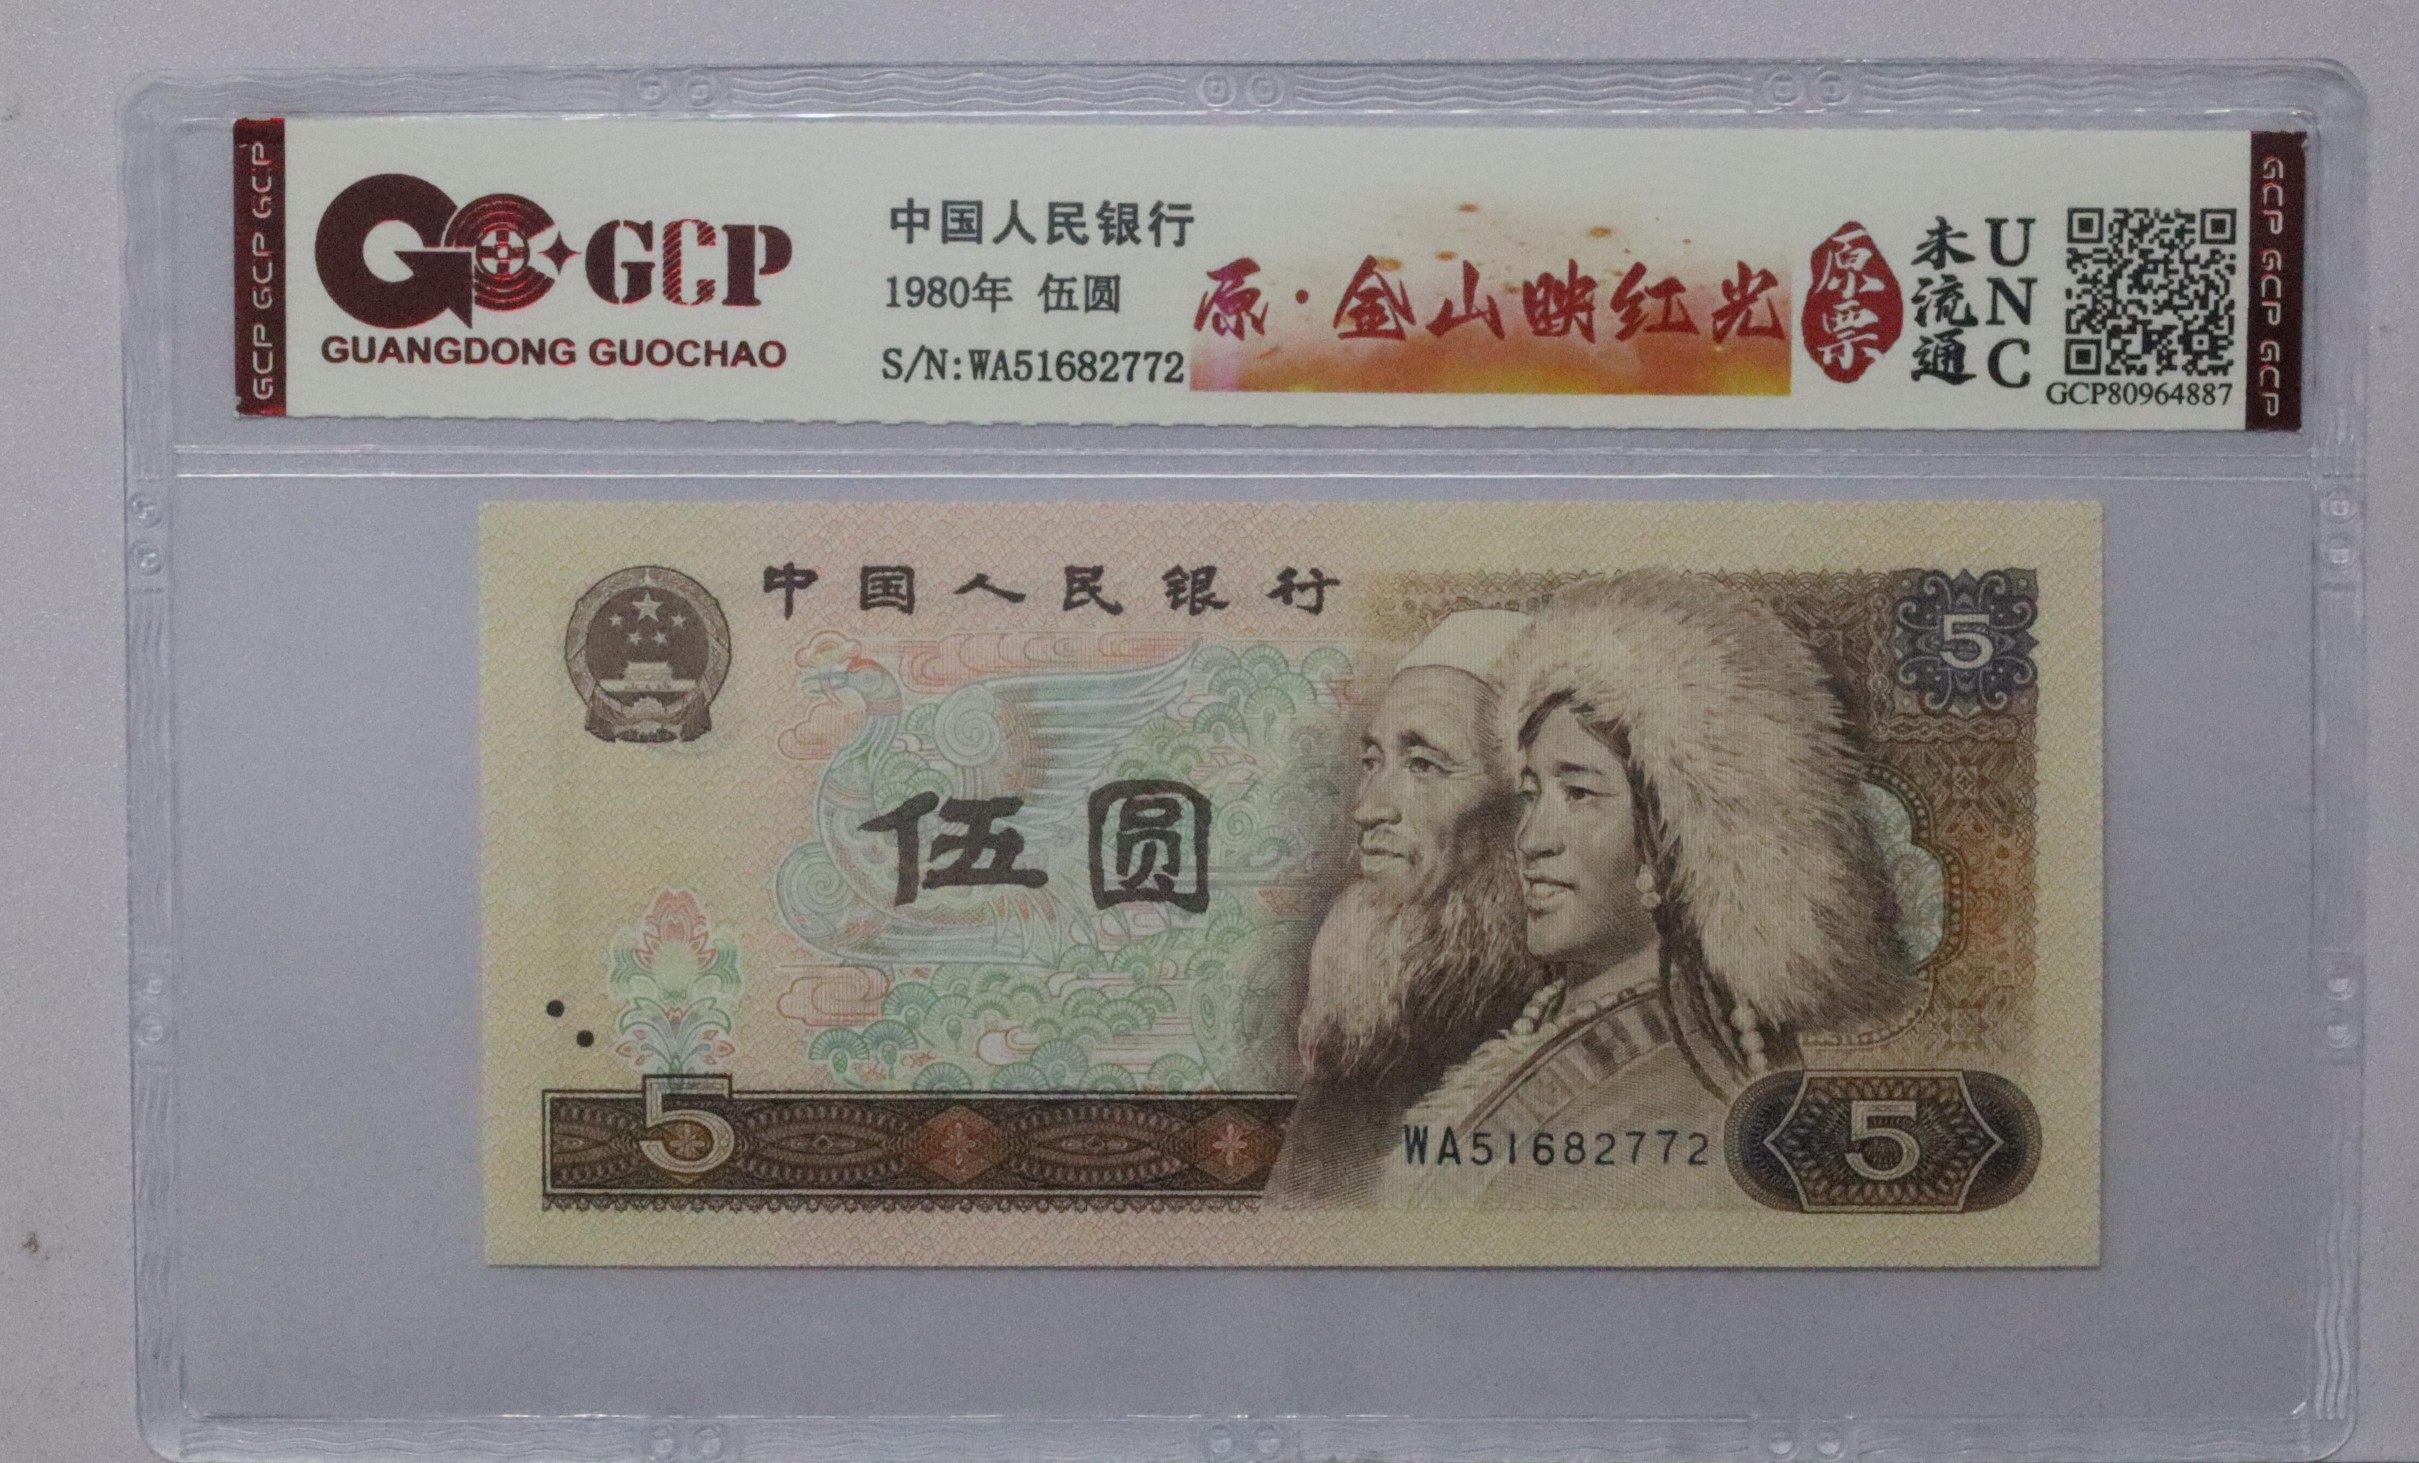 GCP GCP GCP
GCP
GUANGDONG GUOCHAO
中国人民银行
1980年 伍圆
S/N:WA51682772
原·金山映红光
原票
未流通
UNC
GCP80964887
GCP GCP GCP
中国人民银行
5
伍圆
5
WA51682772
5